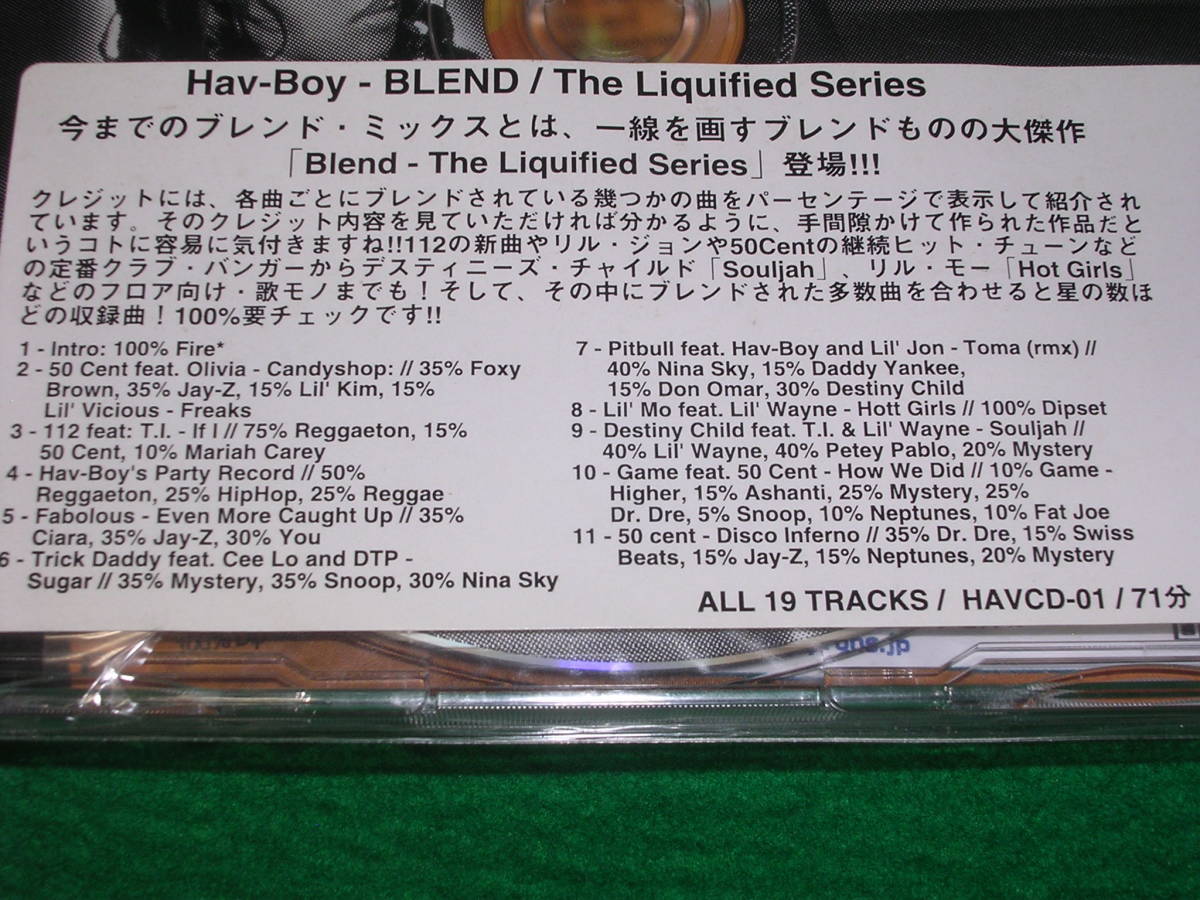 Hav-Boy - BLEND / The Liquified Series
今までのブレンド・ミックスとは、一線を画すブレンドものの大傑作
「Blend - The Liquified Series」登場!!!
クレジットには、各曲ごとにブレンドされている幾つかの曲をパーセンテージで表示して紹介され
ています。そのクレジット内容を見ていただければ分かるように、手間隙かけて作られた作品だと
いうコトに容易に気付きますね!!112の新曲やリル・ジョンや50Centの継続ヒット・チューンなど
の定番クラブ・バンガーからデスティニーズ・チャイルド「Souljah」、リル・モー「Hot Girls」
などのフロア向け・歌モノまでも！そして、その中にブレンドされた多数曲を合わせると星の数ほ
どの収録曲！100%要チェックです!!
1 - Intro: 100% Fire*
2 - 50 Cent feat. Olivia - Candyshop: // 35% Foxy
Brown, 35% Jay-Z, 15% Lil' Kim, 15%
Lil' Vicious - Freaks
3 - 112 feat: T.I. - If I // 75% Reggaeton, 15%
50 Cent, 10% Mariah Carey
4 - Hav-Boy's Party Record // 50%
Reggaeton, 25% HipHop, 25% Reggae
5 - Fabolous - Even More Caught Up // 35%
Ciara, 35% Jay-Z, 30% You
6 - Trick Daddy feat. Cee Lo and DTP -
Sugar // 35% Mystery, 35% Snoop, 30% Nina Sky
7 - Pitbull feat. Hav-Boy and Lil' Jon - Toma (rmx) //
40% Nina Sky, 15% Daddy Yankee,
15% Don Omar, 30% Destiny Child
8 - Lil' Mo feat. Lil' Wayne - Hott Girls // 100% Dipset
9 - Destiny Child feat. T.I. & Lil' Wayne - Souljah //
40% Lil' Wayne, 40% Petey Pablo, 20% Mystery
10 - Game feat. 50 Cent - How We Did // 10% Game -
Higher, 15% Ashanti, 25% Mystery, 25%
Dr. Dre, 5% Snoop, 10% Neptunes, 10% Fat Joe
11 - 50 cent - Disco Inferno // 35% Dr. Dre, 15% Swiss
Beats, 15% Jay-Z, 15% Neptunes, 20% Mystery
ALL 19 TRACKS / HAVCD-01 / 71分